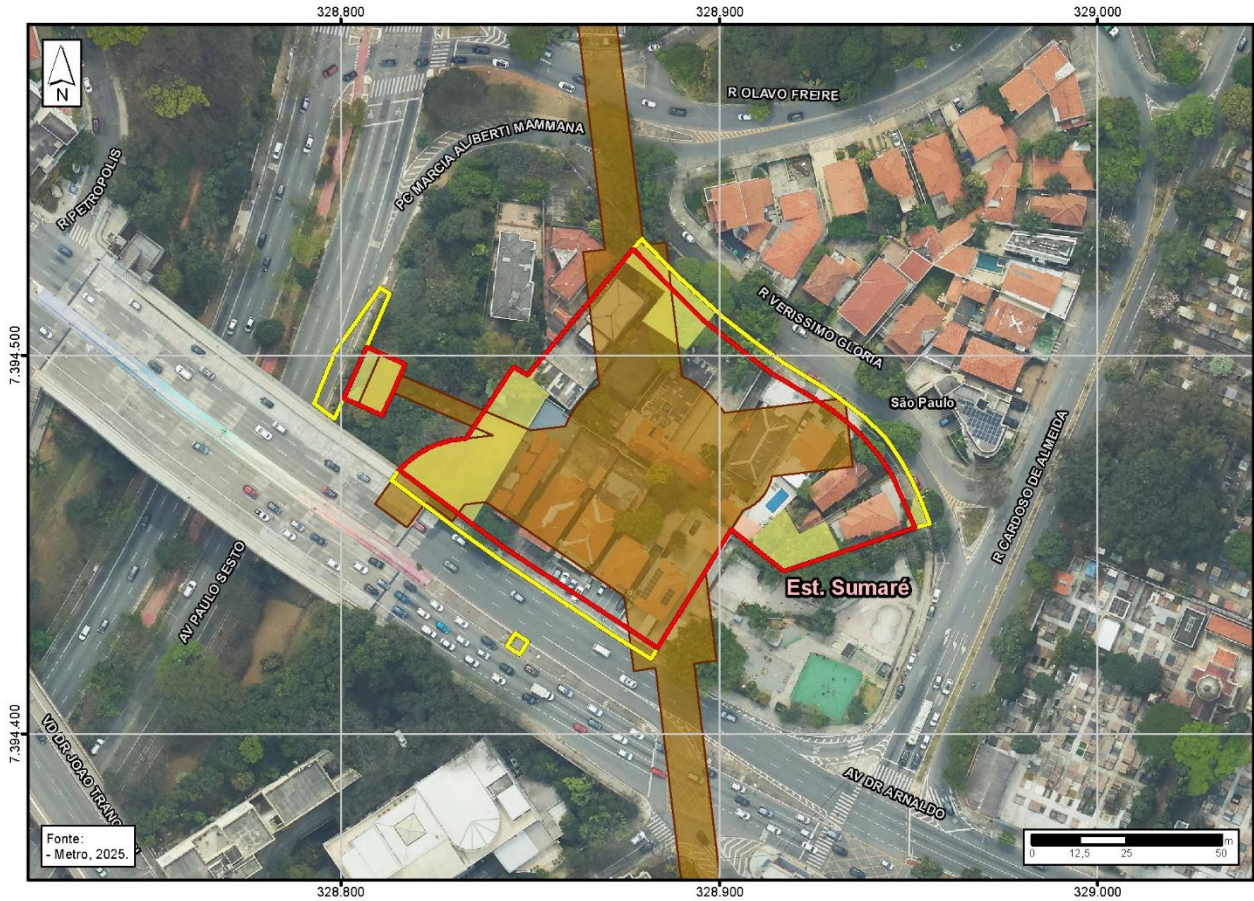 328.800
328.900
329.000
N
R OLAVO FREIRE
PC MARCIA ALIBERTI MAMMANA
R PETROPOLIS
R VERISSIMO GLORIA
7.394.500
São Paulo
R CARDOSO DE ALMEIDA
AV PAULO SESTO
Est. Sumaré
7.394.400
VD DR JOAO TRANC
AV DR ARNALDO
Fonte:
- Metro, 2025.
m
0 12,5 25 50
328.800
328.900
329.000